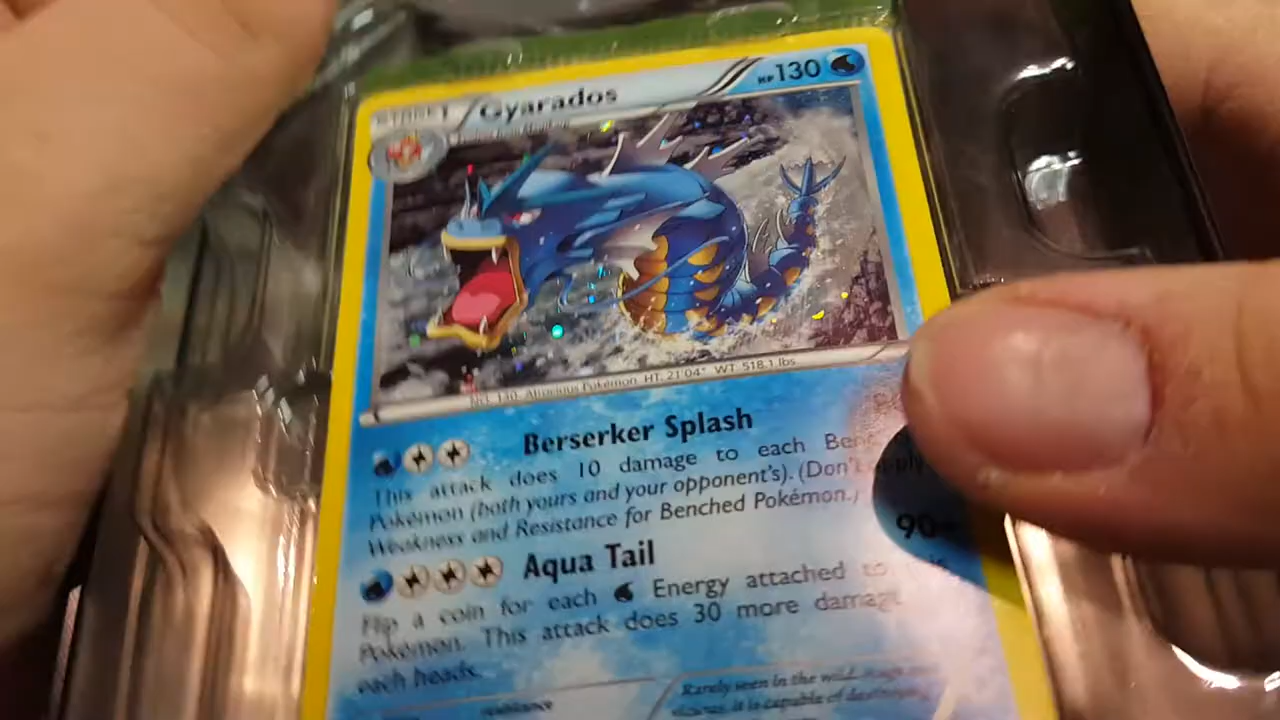 Gyarados
HP 130
No. 130 Atrocious Pokémon HT: 21'04" WT: 518.1 lbs
Berserker Splash
This attack does 10 damage to each
Pokémon (both yours and your opponent's). (Don't
Weakness and Resistance for Benched Pokémon.)
Aqua Tail
90+
Flip a coin for each Energy attached to
Pokémon. This attack does 30 more damage
each heads.
resistance
Rarely seen in the wild.
it is capable of